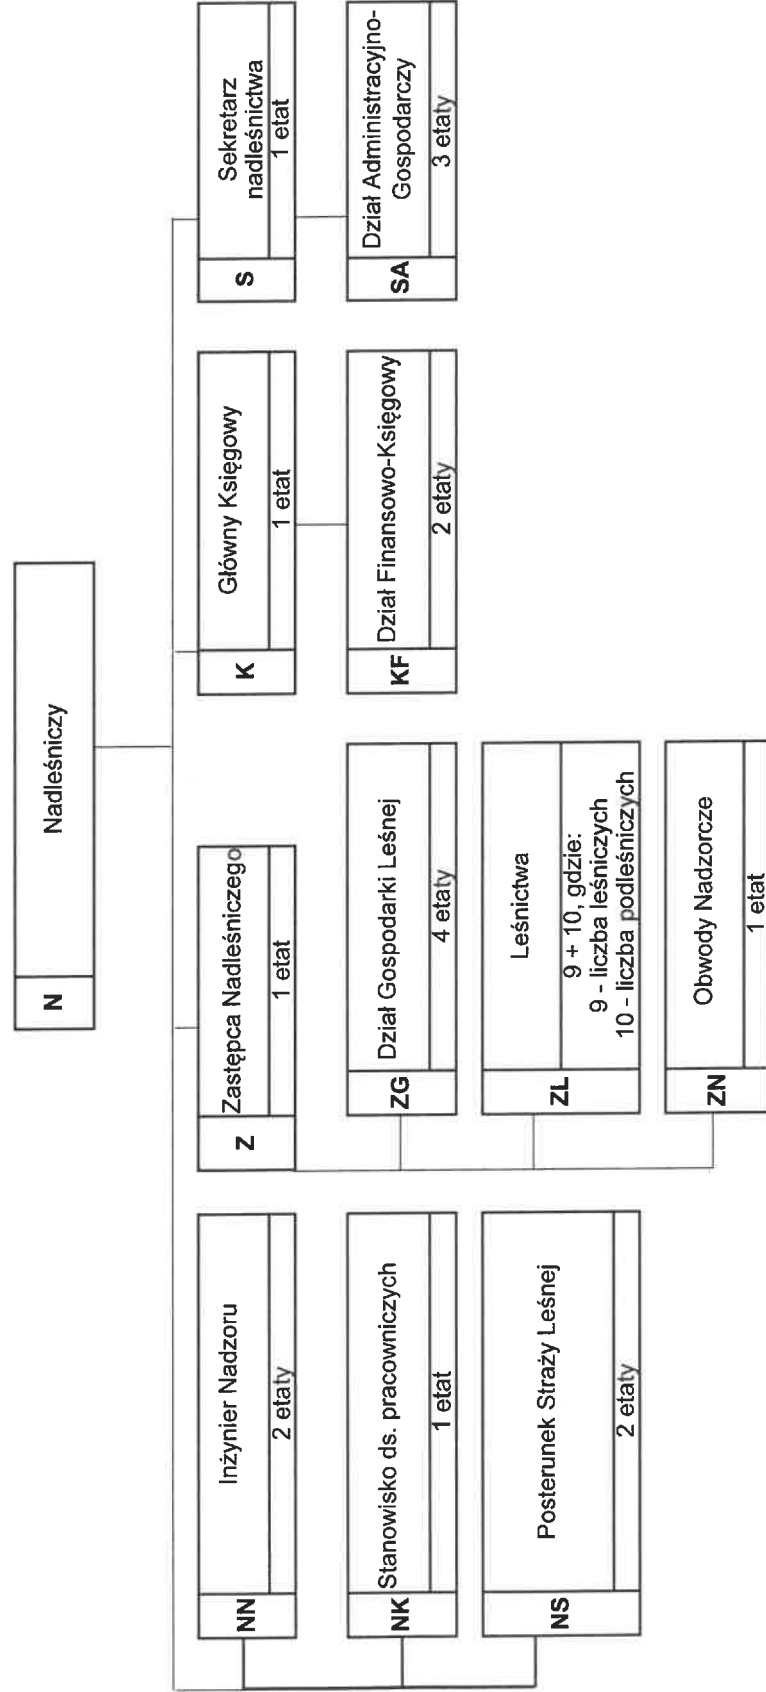 N
Nadleśniczy
NN
Inżynier Nadzoru
2 etaty
NK
Stanowisko ds. pracowniczych
1 etat
NS
Posterunek Straży Leśnej
2 etaty
Z
Zastępca Nadleśniczego
1 etat
ZG
Dział Gospodarki Leśnej
4 etaty
ZL
Leśnictwa
9 + 10, gdzie:
9 - liczba leśniczych
10 - liczba podleśniczych
ZN
Obwody Nadzorcze
1 etat
K
Główny Księgowy
1 etat
KF
Dział Finansowo-Księgowy
2 etaty
S
Sekretarz
nadleśnictwa
1 etat
SA
Dział Administracyjno-
Gospodarczy
3 etaty